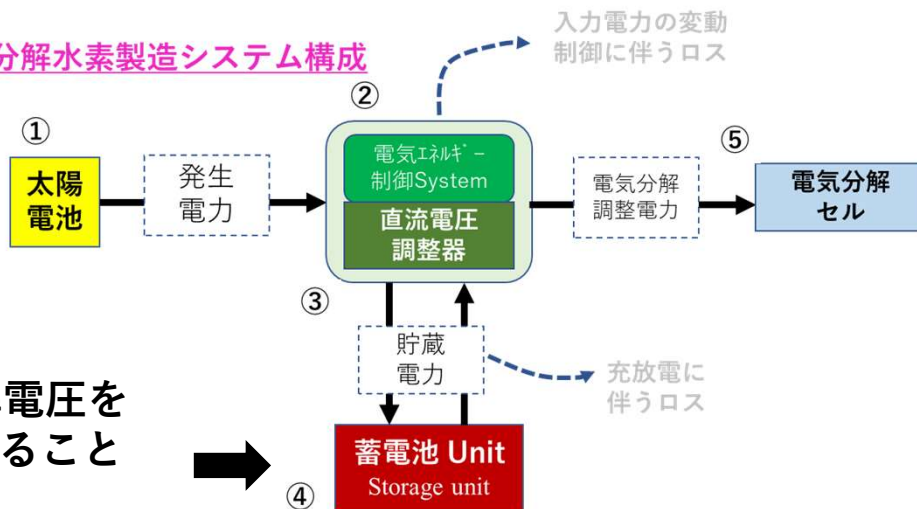 分解水素製造システム構成
入力電力の変動
制御に伴うロス
①
②
太陽
電池
発生
電力
電気ｴﾈﾙｷﾞｰ
制御System
直流電圧
調整器
電気分解
調整電力
⑤
電気分解
セル
③
貯蔵
電力
充放電に
伴うロス
電圧を
ること
④
蓄電池 Unit
Storage unit